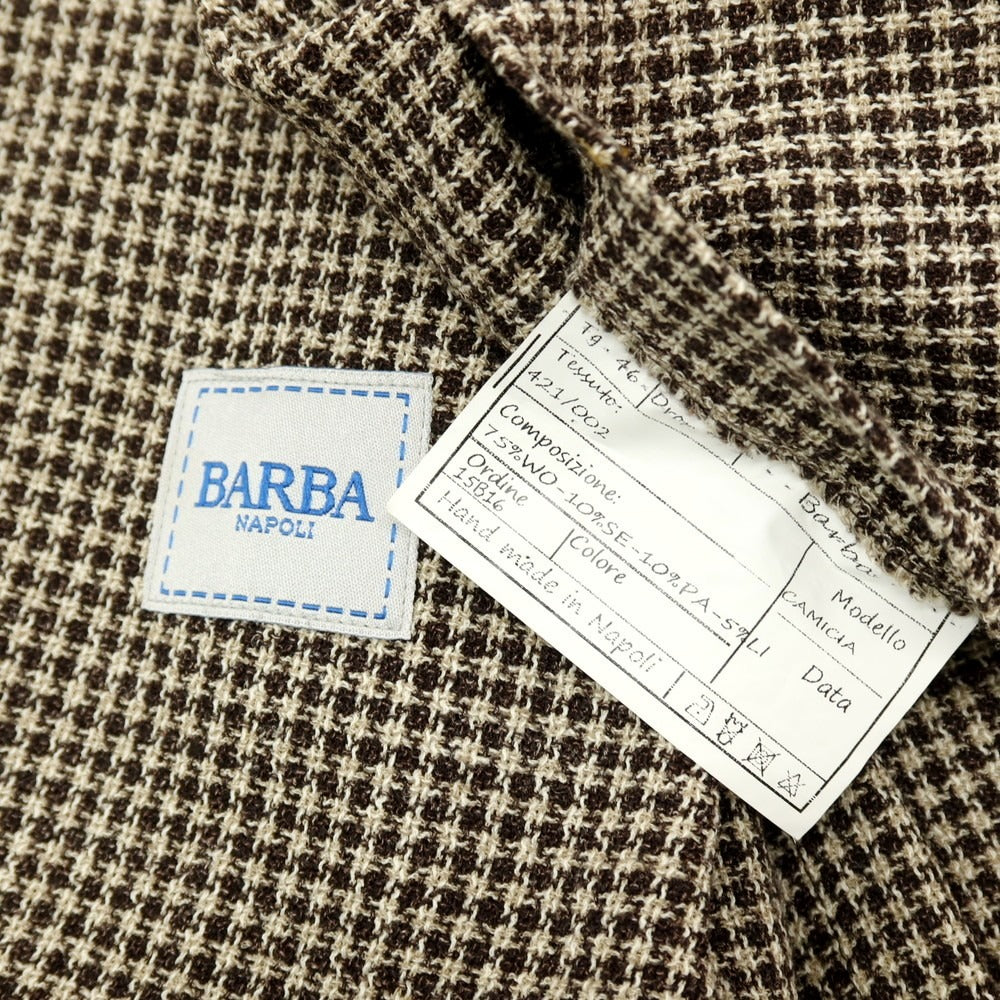 BARBA
NAPOLI
Tg. 46
Barba
Tessuto:
421/002
Modello
CAMICIA
Composizione:
75%WO-10%SE-10%PA-5%LI
Ordine
15B16
Colore
Data
Hand made in Napoli